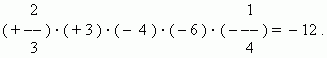 (+ 2/3) · (+3) · (− 4) · (−6) · (− 1/4) = − 12 .